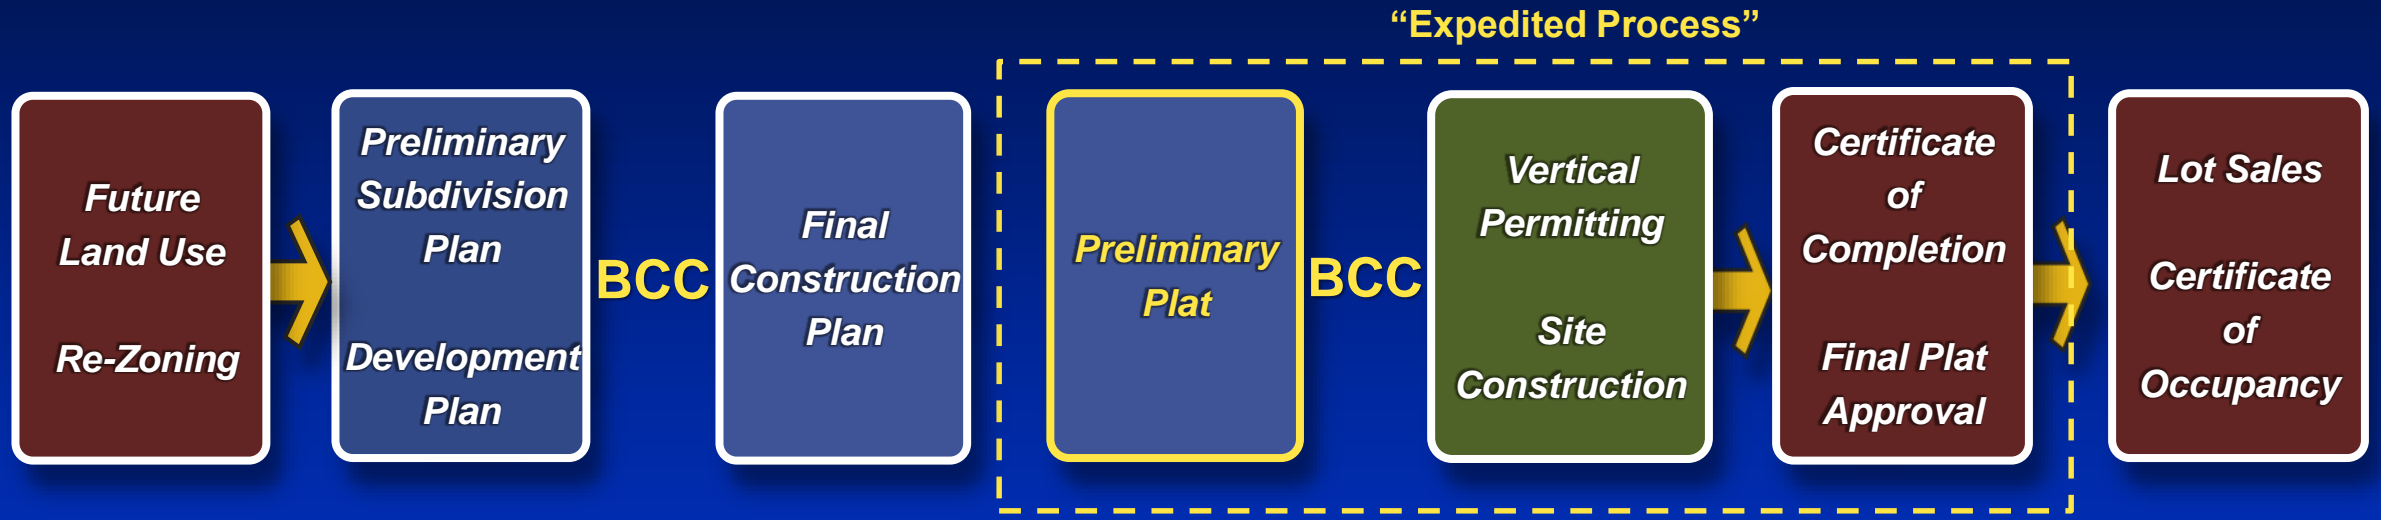 “Expedited Process”
Future
Land Use
Re-Zoning
Preliminary
Subdivision
Plan
Development
Plan
BCC
Final
Construction
Plan
Preliminary
Plat
BCC
Vertical
Permitting
Site
Construction
Certificate
of
Completion
Final Plat
Approval
Lot Sales
Certificate
of
Occupancy